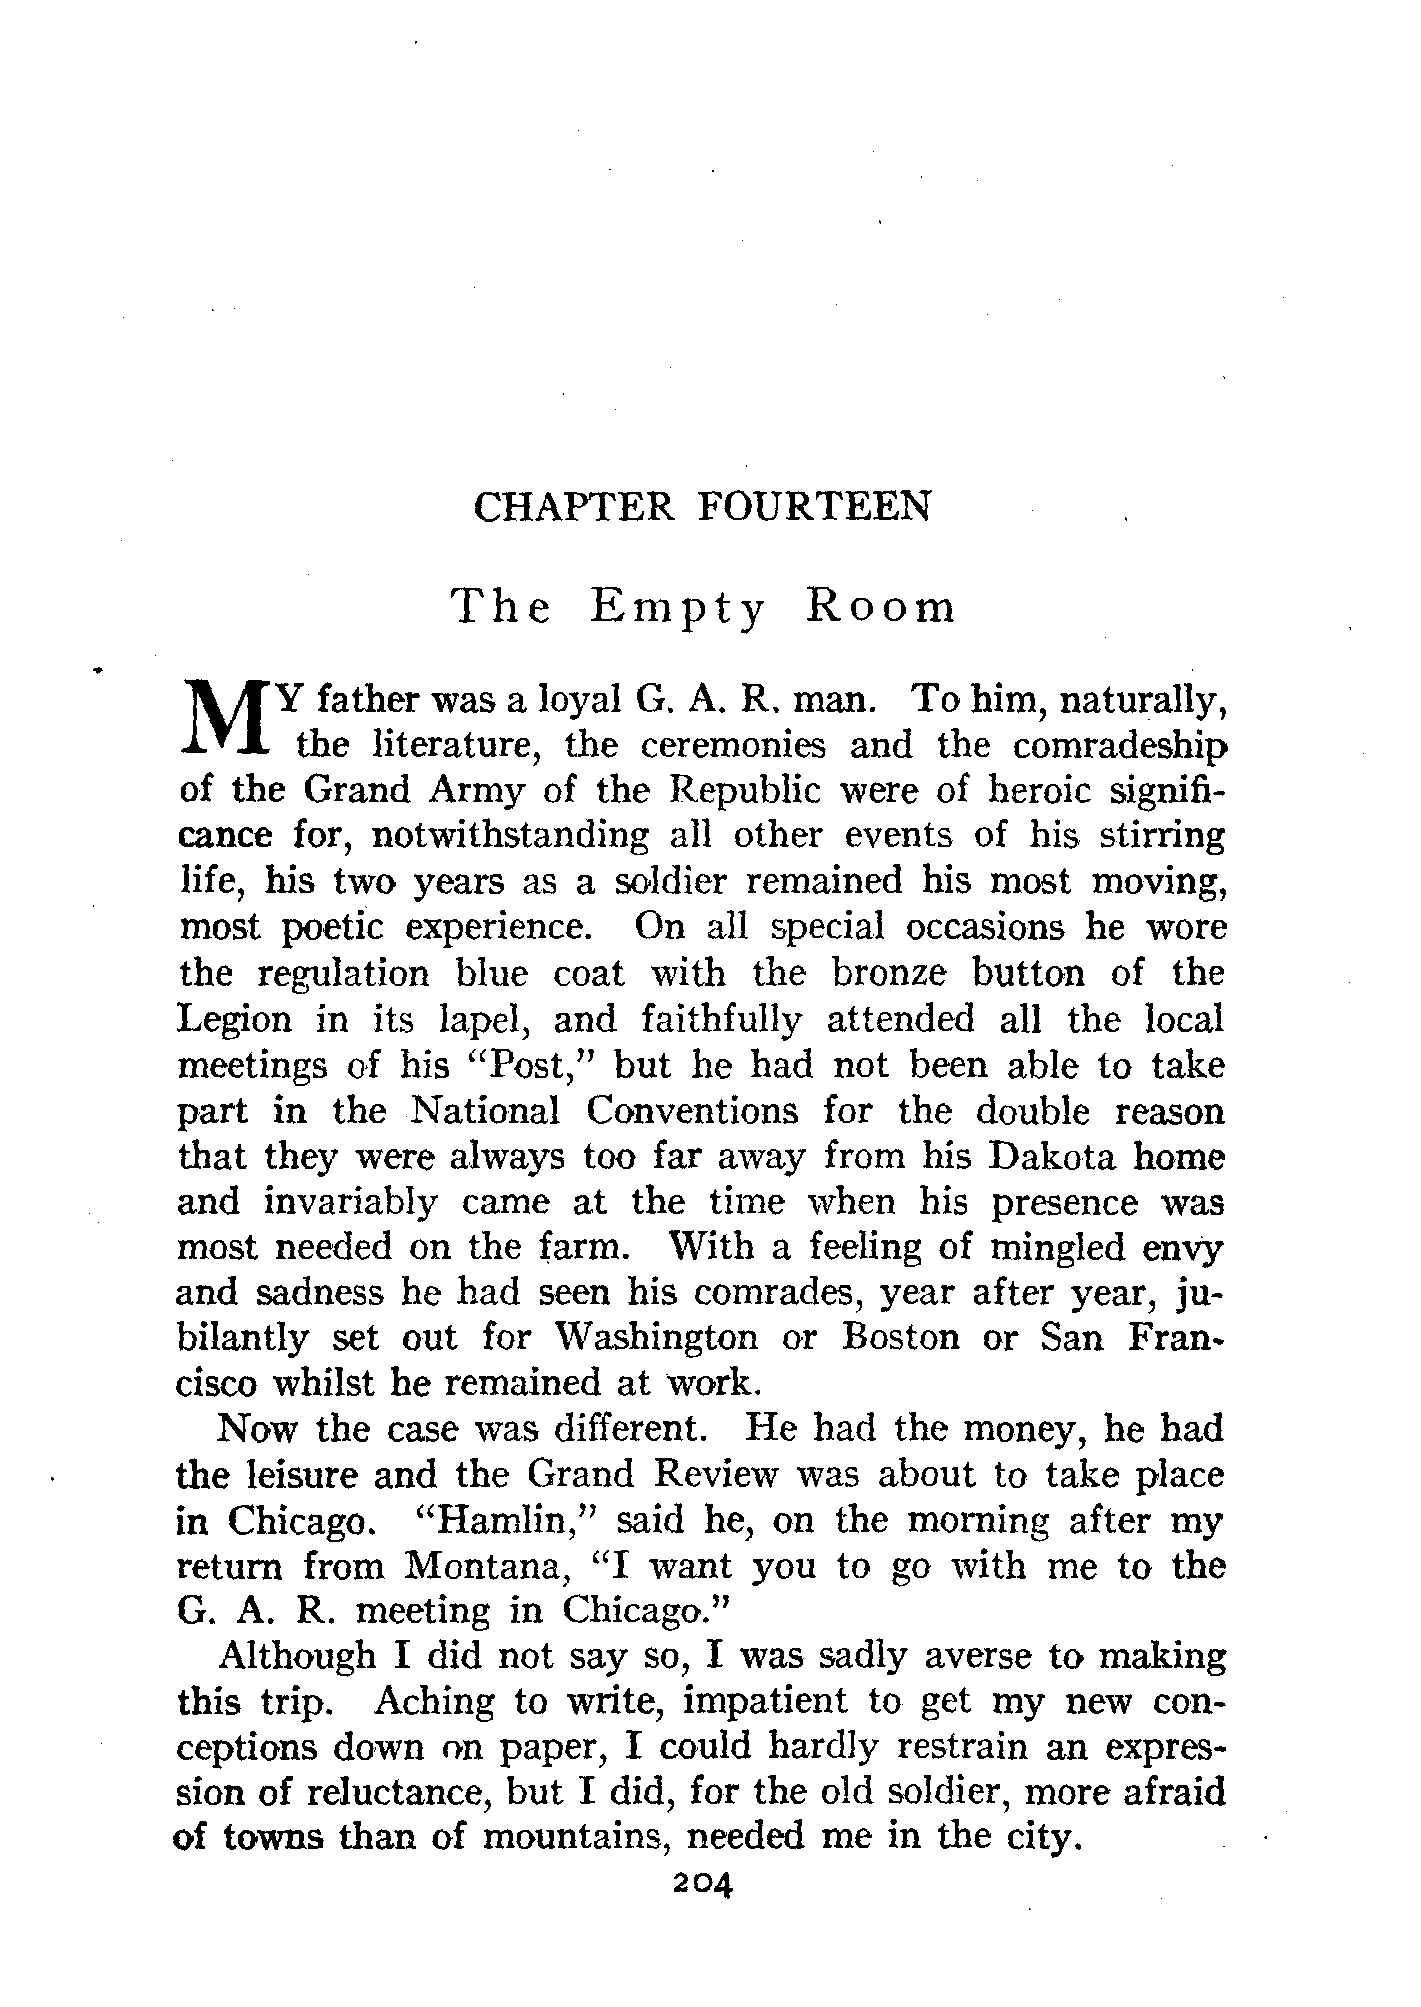 CHAPTER FOURTEEN
The Empty Room
MY father was a loyal G. A. R. man. To him, naturally,
the literature, the ceremonies and the comradeship
of the Grand Army of the Republic were of heroic signifi-
cance for, notwithstanding all other events of his stirring
life, his two years as a soldier remained his most moving,
most poetic experience. On all special occasions he wore
the regulation blue coat with the bronze button of the
Legion in its lapel, and faithfully attended all the local
meetings of his “Post,” but he had not been able to take
part in the National Conventions for the double reason
that they were always too far away from his Dakota home
and invariably came at the time when his presence was
most needed on the farm. With a feeling of mingled envy
and sadness he had seen his comrades, year after year, ju-
bilantly set out for Washington or Boston or San Fran-
cisco whilst he remained at work.
Now the case was different. He had the money, he had
the leisure and the Grand Review was about to take place
in Chicago. “Hamlin,” said he, on the morning after my
return from Montana, “I want you to go with me to the
G. A. R. meeting in Chicago.”
Although I did not say so, I was sadly averse to making
this trip. Aching to write, impatient to get my new con-
ceptions down on paper, I could hardly restrain an expres-
sion of reluctance, but I did, for the old soldier, more afraid
of towns than of mountains, needed me in the city.
204